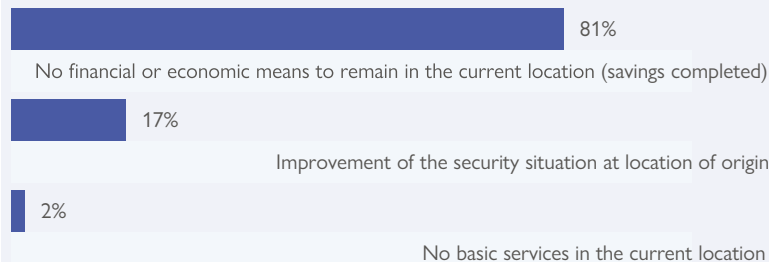 81%
No financial or economic means to remain in the current location (savings completed)
17%
Improvement of the security situation at location of origin
2%
No basic services in the current location